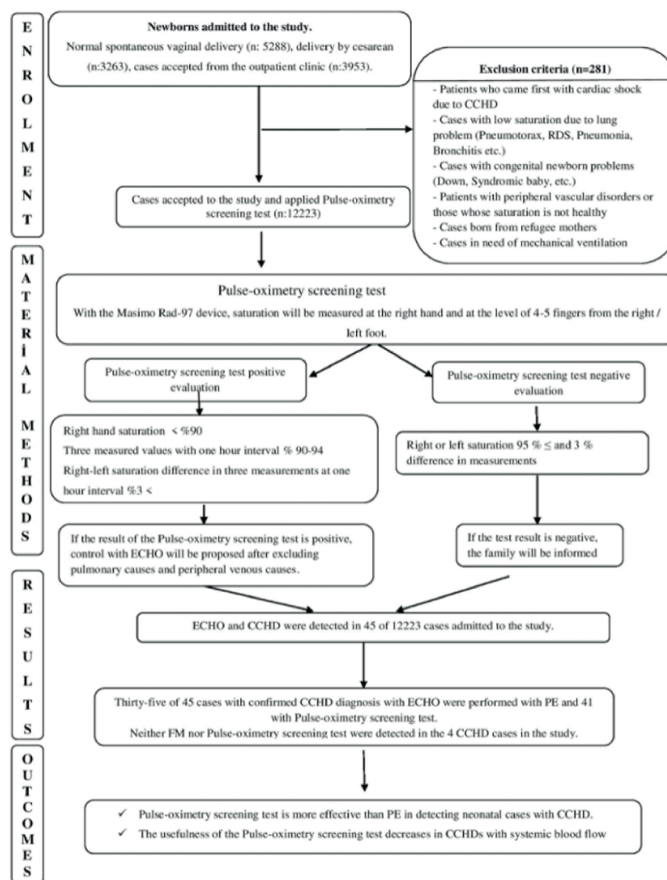 ENROLMENT
Newborns admitted to the study.
Normal spontaneous vaginal delivery (n: 5288), delivery by cesarean
(n:3263), cases accepted from the outpatient clinic (n:3953).
Exclusion criteria (n=281)
- Patients who came first with cardiac shock
due to CCHD
- Cases with low saturation due to lung
problem (Pneumotorax, RDS, Pneumonia,
Bronchitis etc.)
- Cases with congenital newborn problems
(Down, Syndromic baby, etc.)
- Patients with peripheral vascular disorders or
those whose saturation is not healthy
- Cases born from refugee mothers
- Cases in need of mechanical ventilation
Cases accepted to the study and applied Pulse-oximetry
screening test (n:12223)
MATERİAL METHODS
Pulse-oximetry screening test
With the Masimo Rad-97 device, saturation will be measured at the right hand and at the level of 4-5 fingers from the right /
left foot.
Pulse-oximetry screening test positive
evaluation
Pulse-oximetry screening test negative
evaluation
Right hand saturation < %90
Three measured values with one hour interval % 90-94
Right-left saturation difference in three measurements at one
hour interval %3 <
Right or left saturation 95 % ≤ and 3 %
difference in measurements
If the result of the Pulse-oximetry screening test is positive,
control with ECHO will be proposed after excluding
pulmonary causes and peripheral venous causes.
If the test result is negative,
the family will be informed
RESULTS
ECHO and CCHD were detected in 45 of 12223 cases admitted to the study.
Thirty-five of 45 cases with confirmed CCHD diagnosis with ECHO were performed with PE and 41
with Pulse-oximetry screening test.
Neither FM nor Pulse-oximetry screening test were detected in the 4 CCHD cases in the study.
OUTCOMES
✓ Pulse-oximetry screening test is more effective than PE in detecting neonatal cases with CCHD.
✓ The usefulness of the Pulse-oximetry screening test decreases in CCHDs with systemic blood flow